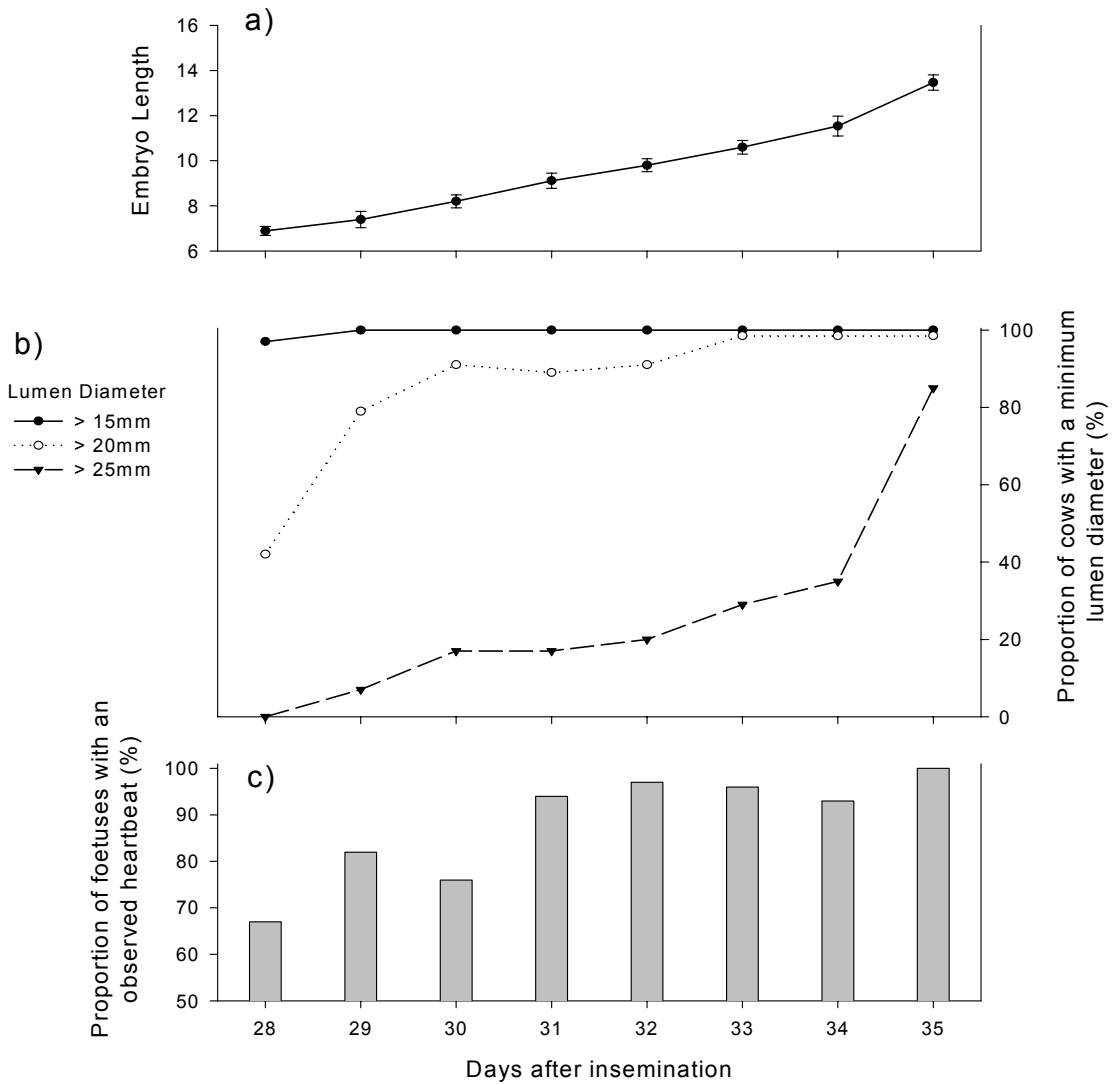 a)
Embryo Length
16
14
12
10
8
6
b)
Lumen Diameter
> 15mm
> 20mm
> 25mm
100
80
60
40
20
0
Proportion of cows with a minimum
lumen diameter (%)
c)
Proportion of foetuses with an
observed heartbeat (%)
100
90
80
70
60
50
28 29 30 31 32 33 34 35
Days after insemination